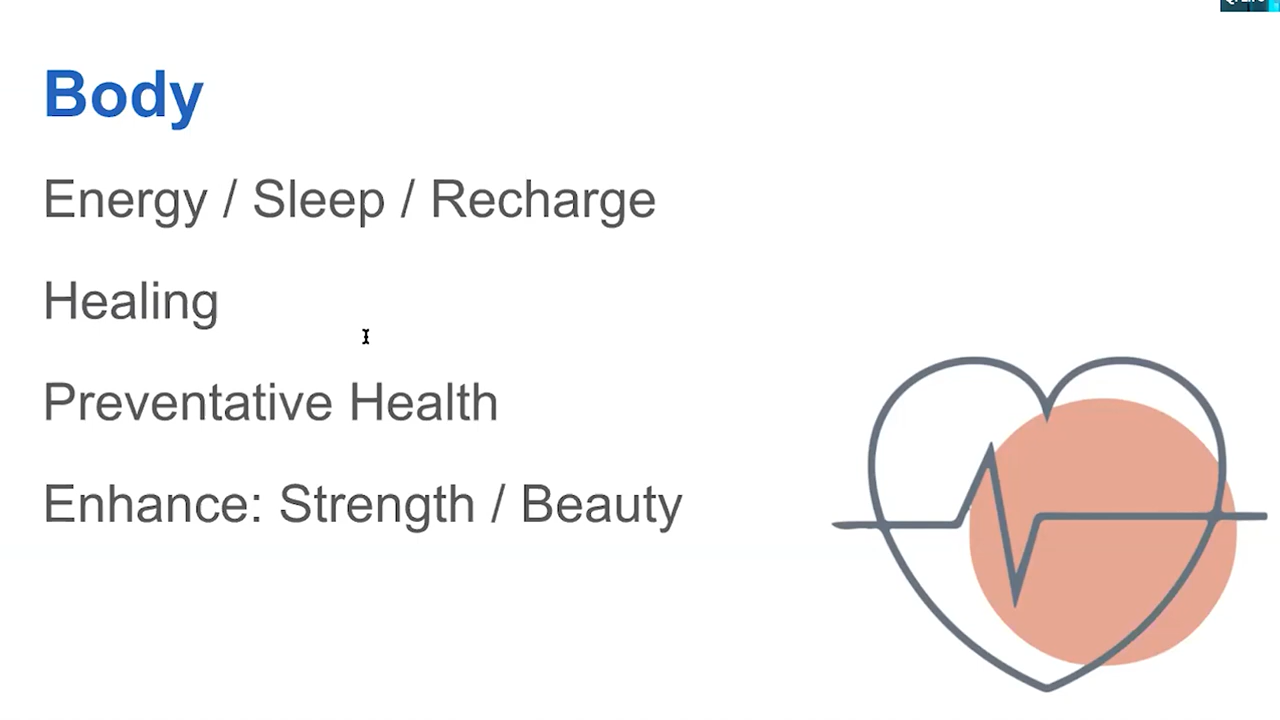 Body
Energy / Sleep / Recharge
Healing
Preventative Health
Enhance: Strength / Beauty